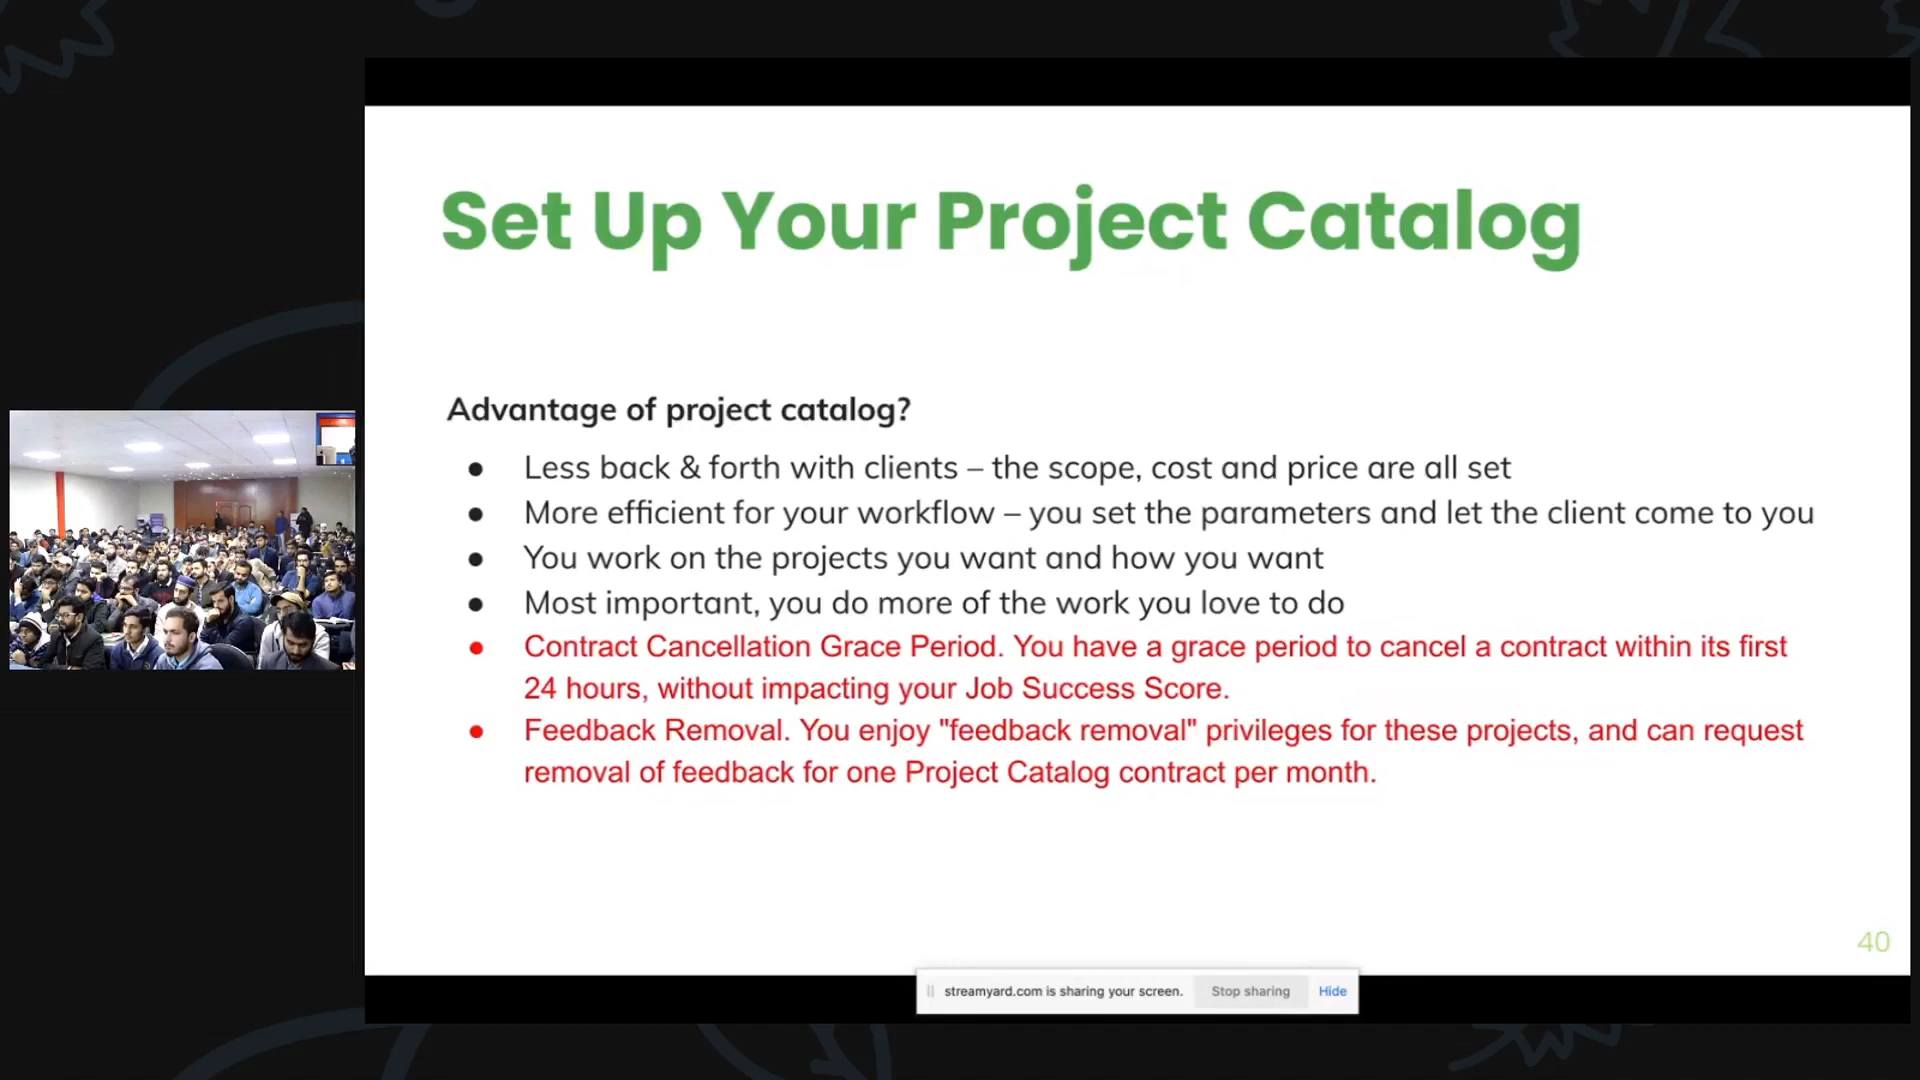 Set Up Your Project Catalog
Advantage of project catalog?
● Less back & forth with clients – the scope, cost and price are all set
● More efficient for your workflow – you set the parameters and let the client come to you
● You work on the projects you want and how you want
● Most important, you do more of the work you love to do
● Contract Cancellation Grace Period. You have a grace period to cancel a contract within its first
24 hours, without impacting your Job Success Score.
● Feedback Removal. You enjoy "feedback removal" privileges for these projects, and can request
removal of feedback for one Project Catalog contract per month.
40
streamyard.com is sharing your screen. Stop sharing Hide